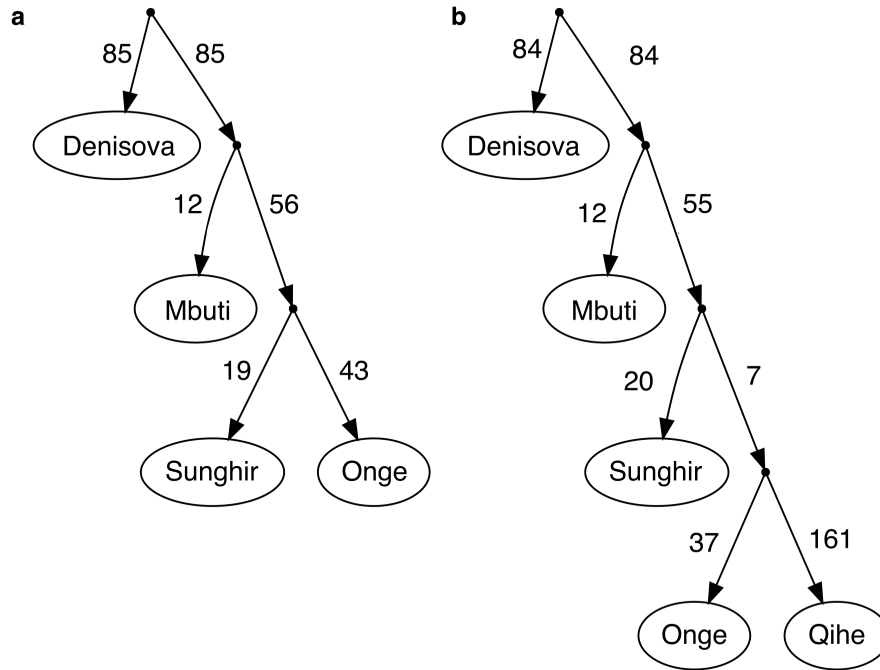 a
85 85
Denisova
12 56
Mbuti
19 43
Sunghir Onge
b
84 84
Denisova
12 55
Mbuti
20 7
Sunghir
37 161
Onge Qihe